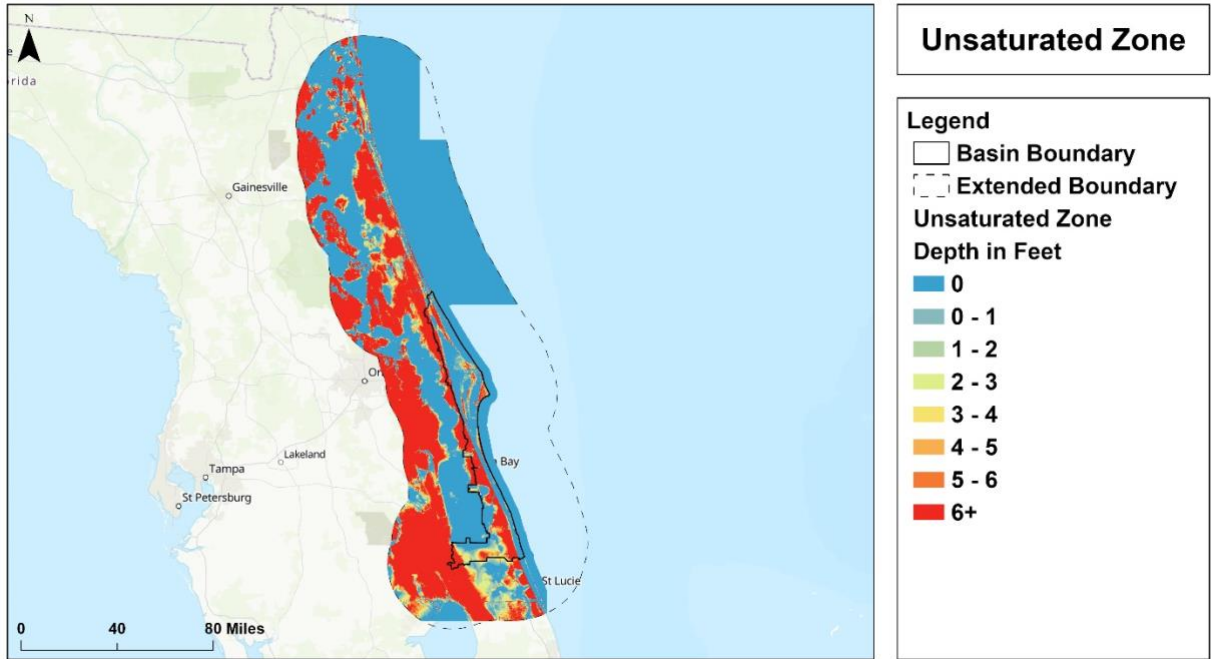 N
Unsaturated Zone
e
orida
Gainesville
Or
Lakeland
Bay
Tampa
St Petersburg
St Lucie
0 40 80 Miles
Legend
Basin Boundary
Extended Boundary
Unsaturated Zone
Depth in Feet
0
0 - 1
1 - 2
2 - 3
3 - 4
4 - 5
5 - 6
6+